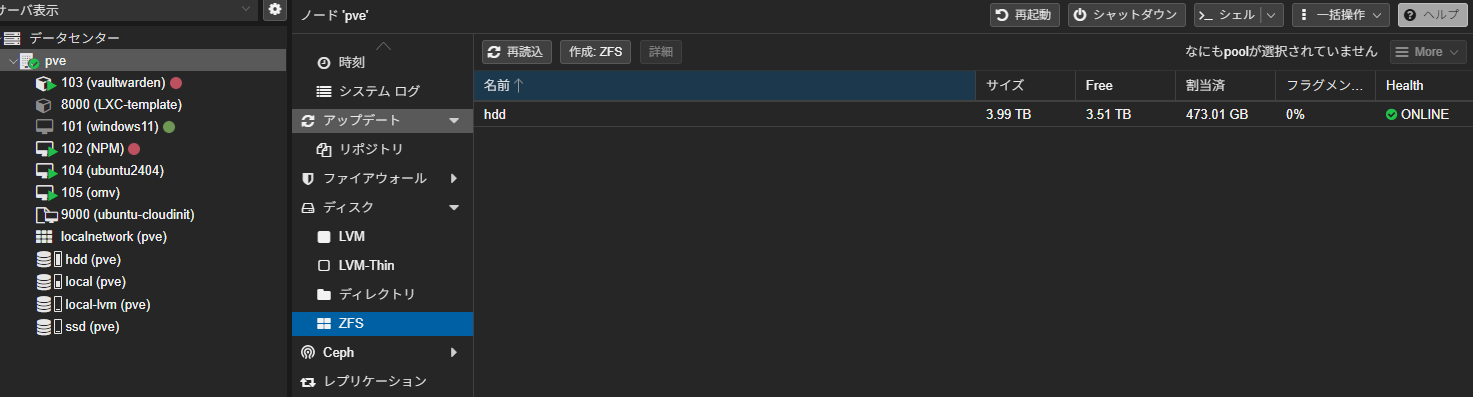 サーバ表示
ノード 'pve'
再起動
シャットダウン
シェル
一括操作
ヘルプ
データセンター
pve
103 (vaultwarden)
8000 (LXC-template)
101 (windows11)
102 (NPM)
104 (ubuntu2404)
105 (omv)
9000 (ubuntu-cloudinit)
localnetwork (pve)
hdd (pve)
local (pve)
local-lvm (pve)
ssd (pve)
時刻
システム ログ
アップデート
リポジトリ
ファイアウォール
ディスク
LVM
LVM-Thin
ディレクトリ
ZFS
Ceph
レプリケーション
再読込
作成: ZFS
詳細
なにもpoolが選択されていません
More
名前 サイズ Free 割当済 フラグメン... Health
hdd 3.99 TB 3.51 TB 473.01 GB 0% ONLINE